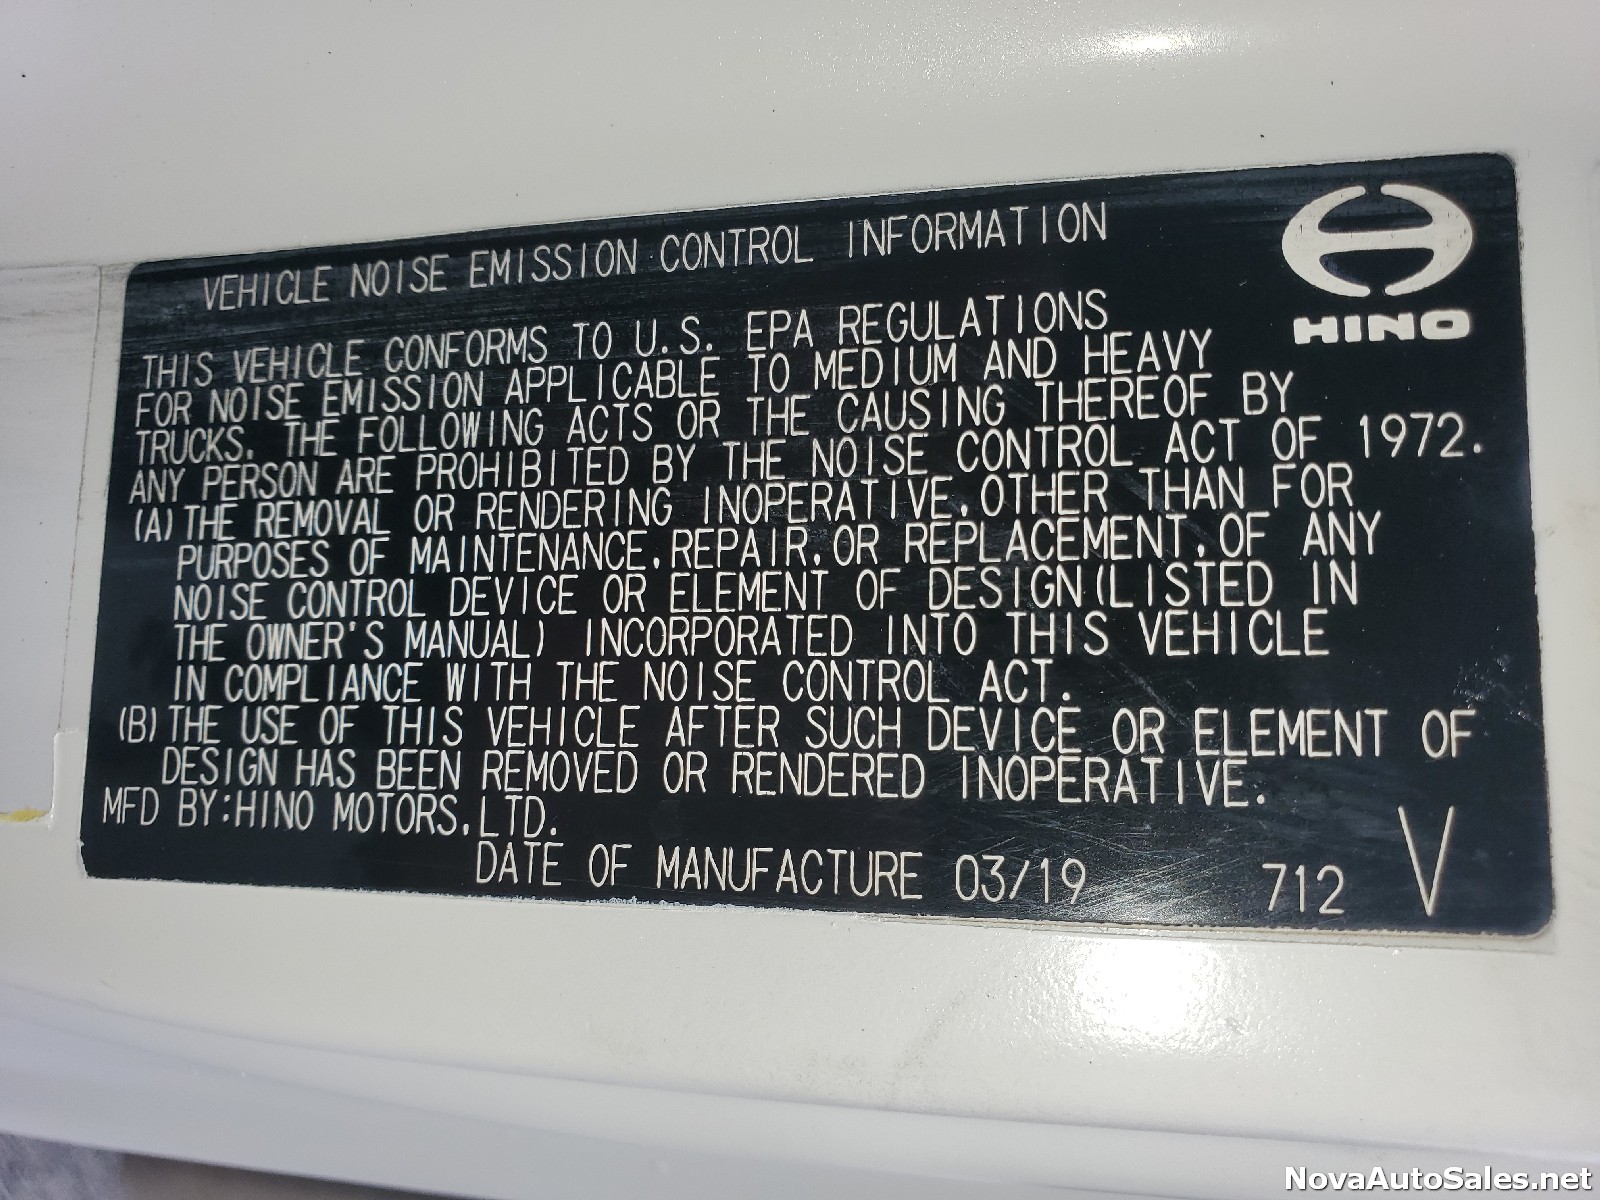 VEHICLE NOISE EMISSION CONTROL INFORMATION
HINO
THIS VEHICLE CONFORMS TO U.S. EPA REGULATIONS
FOR NOISE EMISSION APPLICABLE TO MEDIUM AND HEAVY
TRUCKS. THE FOLLOWING ACTS OR THE CAUSING THEREOF BY
ANY PERSON ARE PROHIBITED BY THE NOISE CONTROL ACT OF 1972.
(A) THE REMOVAL OR RENDERING INOPERATIVE, OTHER THAN FOR
PURPOSES OF MAINTENANCE, REPAIR, OR REPLACEMENT, OF ANY
NOISE CONTROL DEVICE OR ELEMENT OF DESIGN (LISTED IN
THE OWNER'S MANUAL) INCORPORATED INTO THIS VEHICLE
IN COMPLIANCE WITH THE NOISE CONTROL ACT.
(B) THE USE OF THIS VEHICLE AFTER SUCH DEVICE OR ELEMENT OF
DESIGN HAS BEEN REMOVED OR RENDERED INOPERATIVE.
MFD BY:HINO MOTORS, LTD.
DATE OF MANUFACTURE 03/19 712 V
NovaAutoSales.net